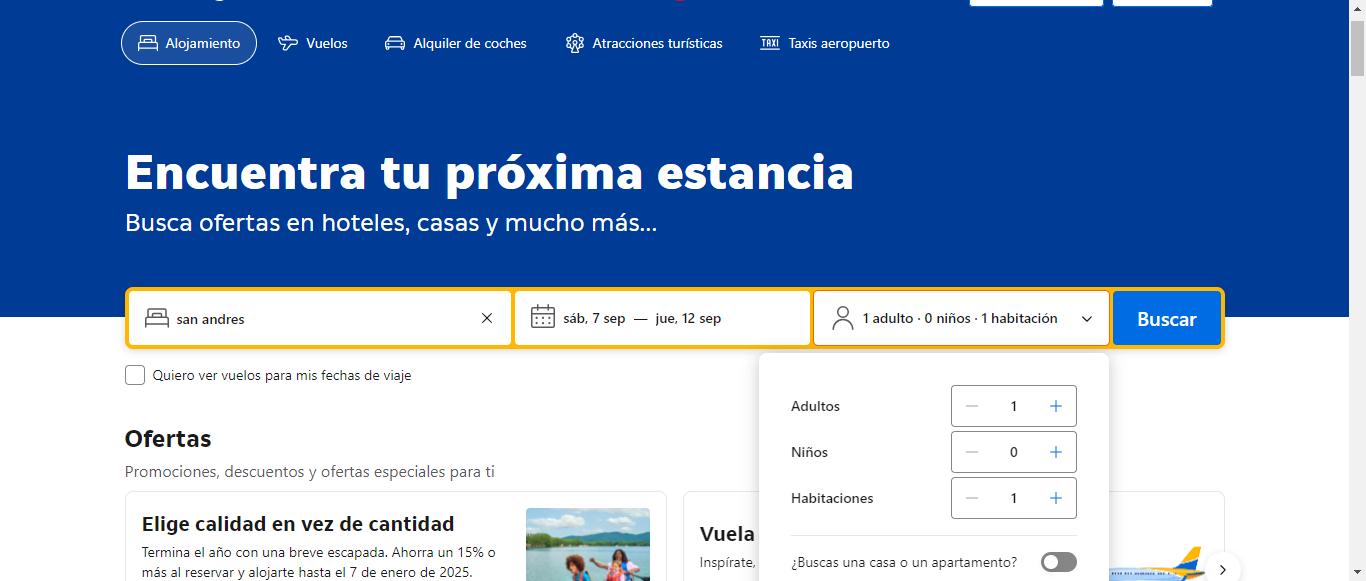 Alojamiento
Vuelos
Alquiler de coches
Atracciones turísticas
TAXI Taxis aeropuerto
Encuentra tu próxima estancia
Busca ofertas en hoteles, casas y mucho más...
san andres
sáb, 7 sep — jue, 12 sep
1 adulto · 0 niños · 1 habitación
Buscar
Quiero ver vuelos para mis fechas de viaje
Adultos
1
Niños
0
Habitaciones
1
¿Buscas una casa o un apartamento?
Ofertas
Promociones, descuentos y ofertas especiales para ti
Elige calidad en vez de cantidad
Termina el año con una breve escapada. Ahorra un 15% o
más al reservar y alojarte hasta el 7 de enero de 2025.
Vuela
Inspírate,